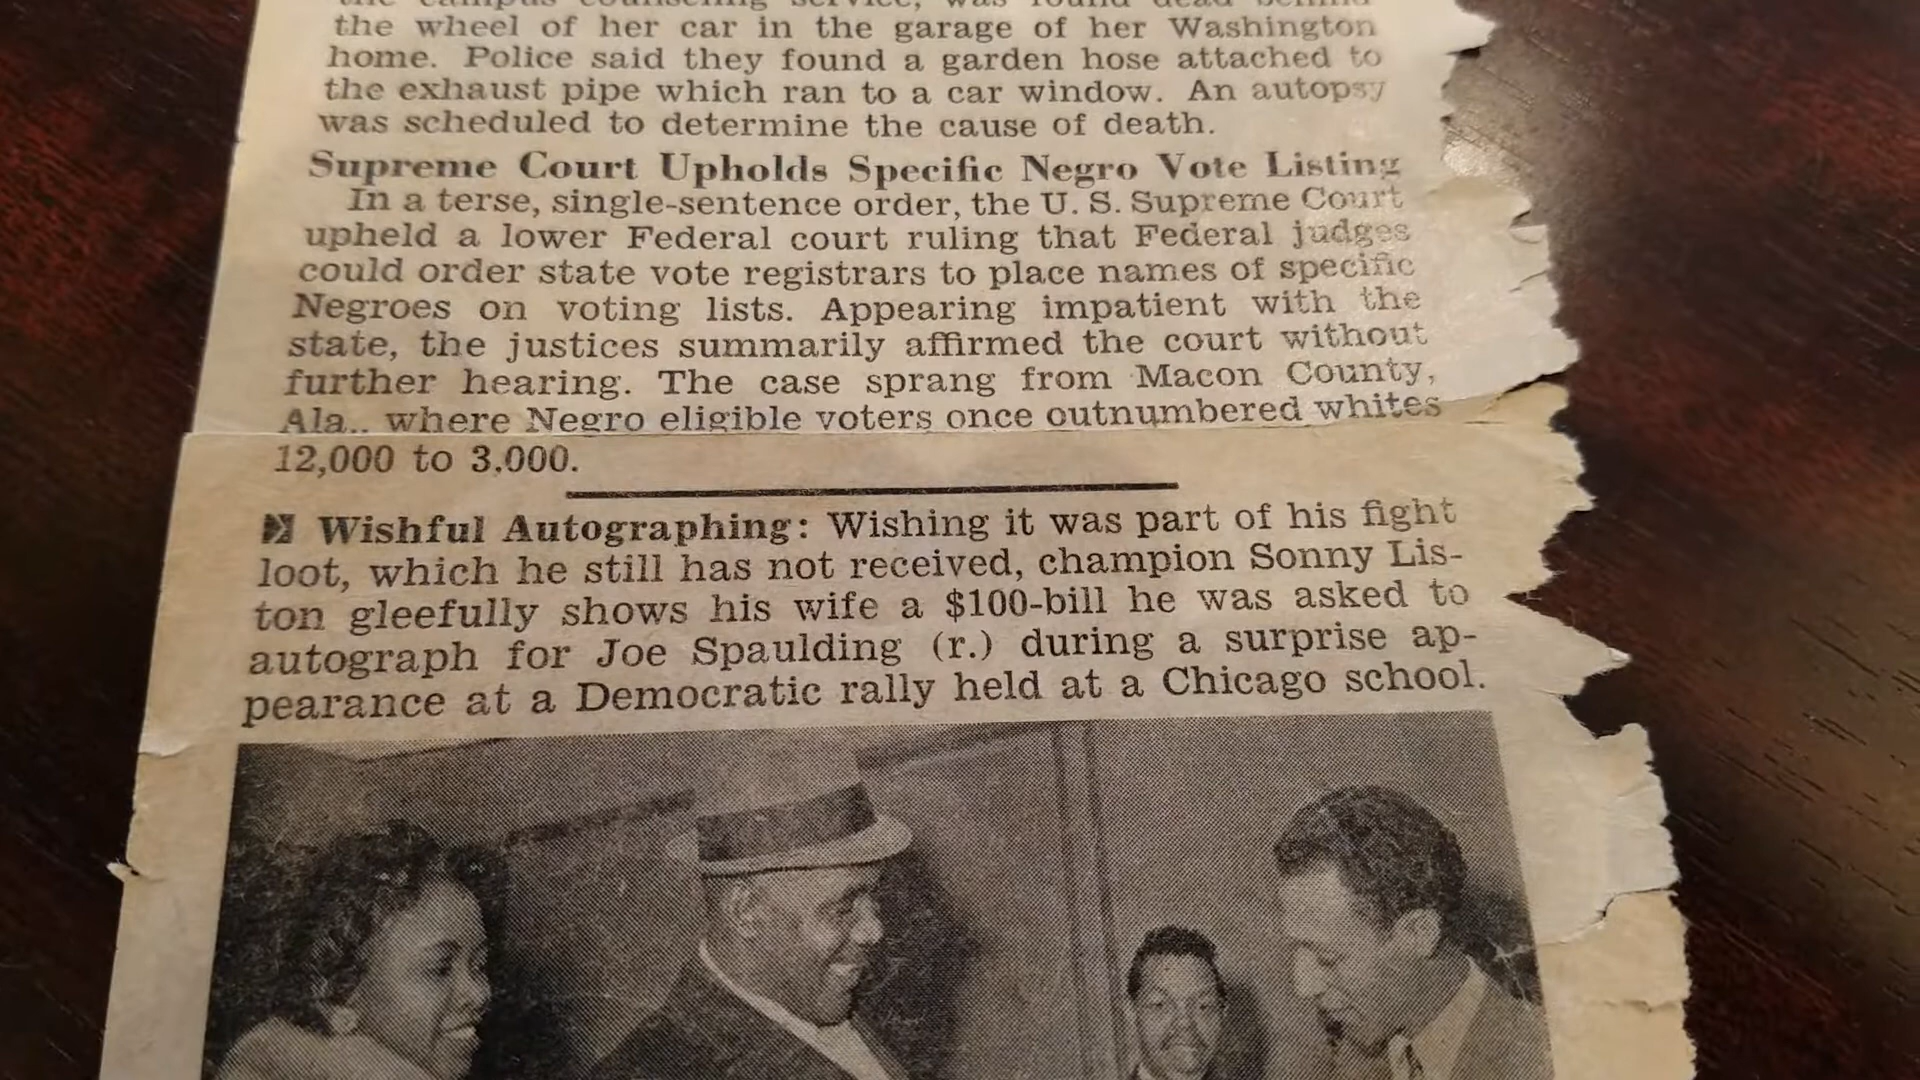 the campus counseling service, was found dead behind
the wheel of her car in the garage of her Washington
home. Police said they found a garden hose attached to
the exhaust pipe which ran to a car window. An autopsy
was scheduled to determine the cause of death.
Supreme Court Upholds Specific Negro Vote Listing
In a terse, single-sentence order, the U. S. Supreme Court
upheld a lower Federal court ruling that Federal judges
could order state vote registrars to place names of specific
Negroes on voting lists. Appearing impatient with the
state, the justices summarily affirmed the court without
further hearing. The case sprang from Macon County,
Ala., where Negro eligible voters once outnumbered whites
12,000 to 3,000.
Wishful Autographing: Wishing it was part of his fight
loot, which he still has not received, champion Sonny Lis-
ton gleefully shows his wife a $100-bill he was asked to
autograph for Joe Spaulding (r.) during a surprise ap-
pearance at a Democratic rally held at a Chicago school.